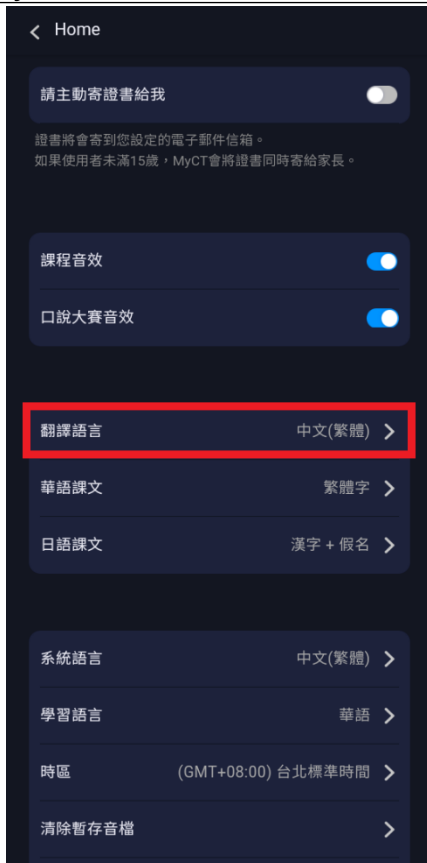 Home
請主動寄證書給我
證書將會寄到您設定的電子郵件信箱。
如果使用者未滿15歲，MyCT會將證書同時寄給家長。
課程音效
口說大賽音效
翻譯語言 中文(繁體)
華語課文 繁體字
日語課文 漢字 + 假名
系統語言 中文(繁體)
學習語言 華語
時區 (GMT+08:00) 台北標準時間
清除暫存音檔